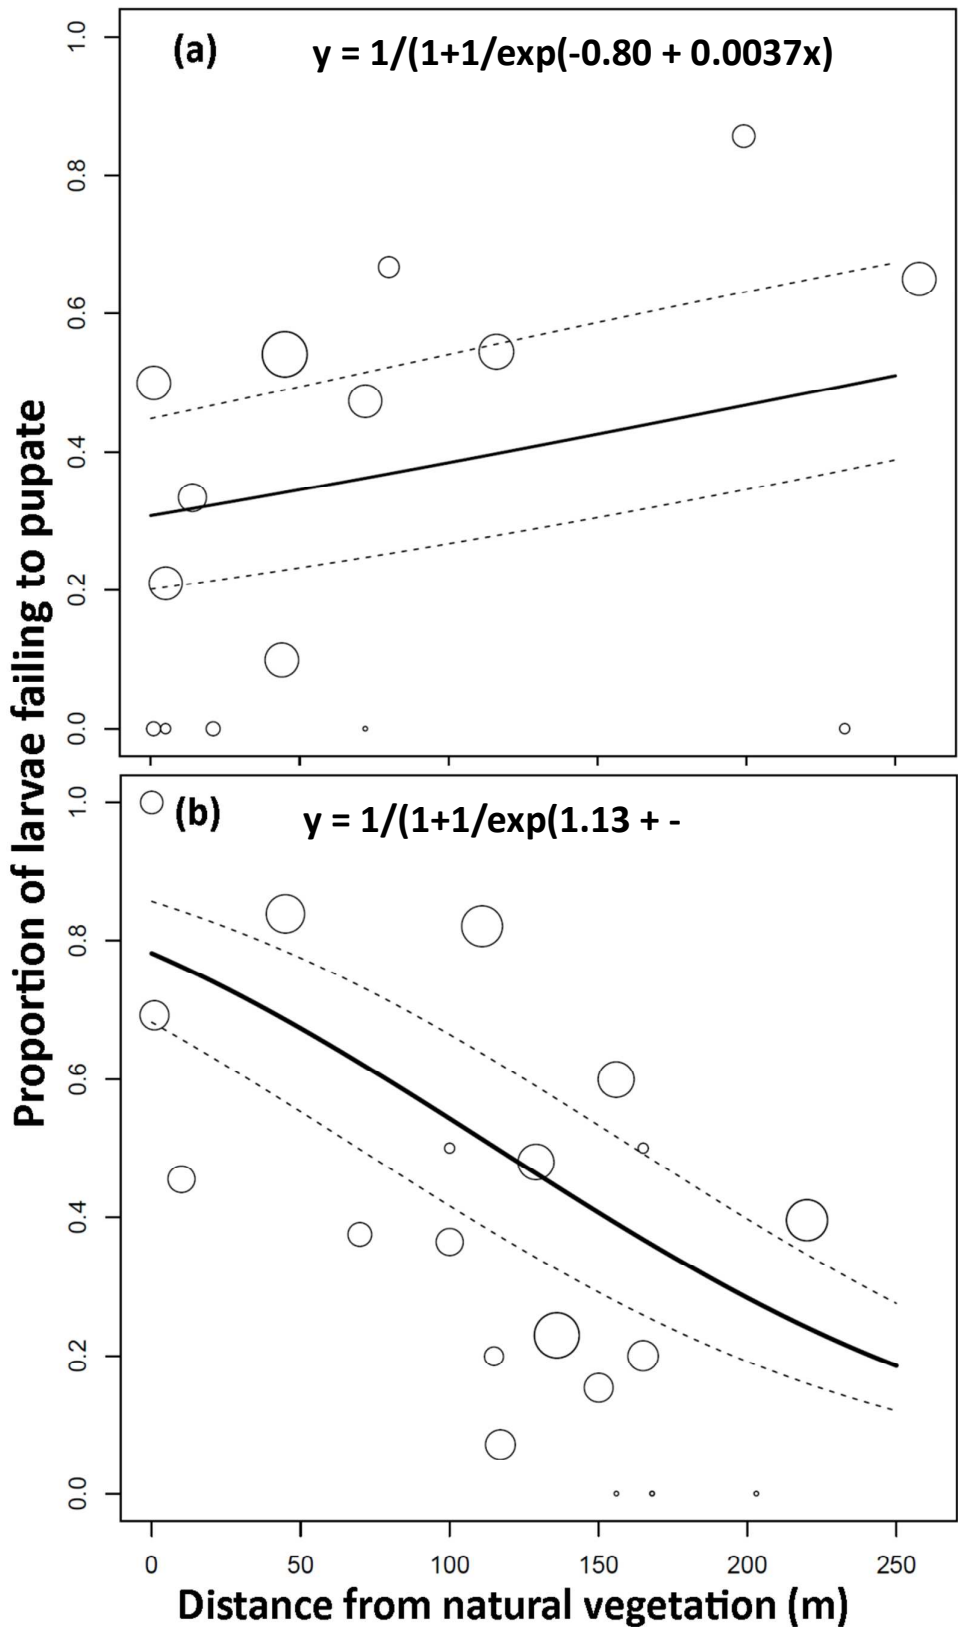 (a) y = 1/(1+1/exp(-0.80 + 0.0037x)
1.0
0.8
0.6
0.4
0.2
0.0
Proportion of larvae failing to pupate
(b) y = 1/(1+1/exp(1.13 + -
1.0
0.8
0.6
0.4
0.2
0.0
0 50 100 150 200 250
Distance from natural vegetation (m)